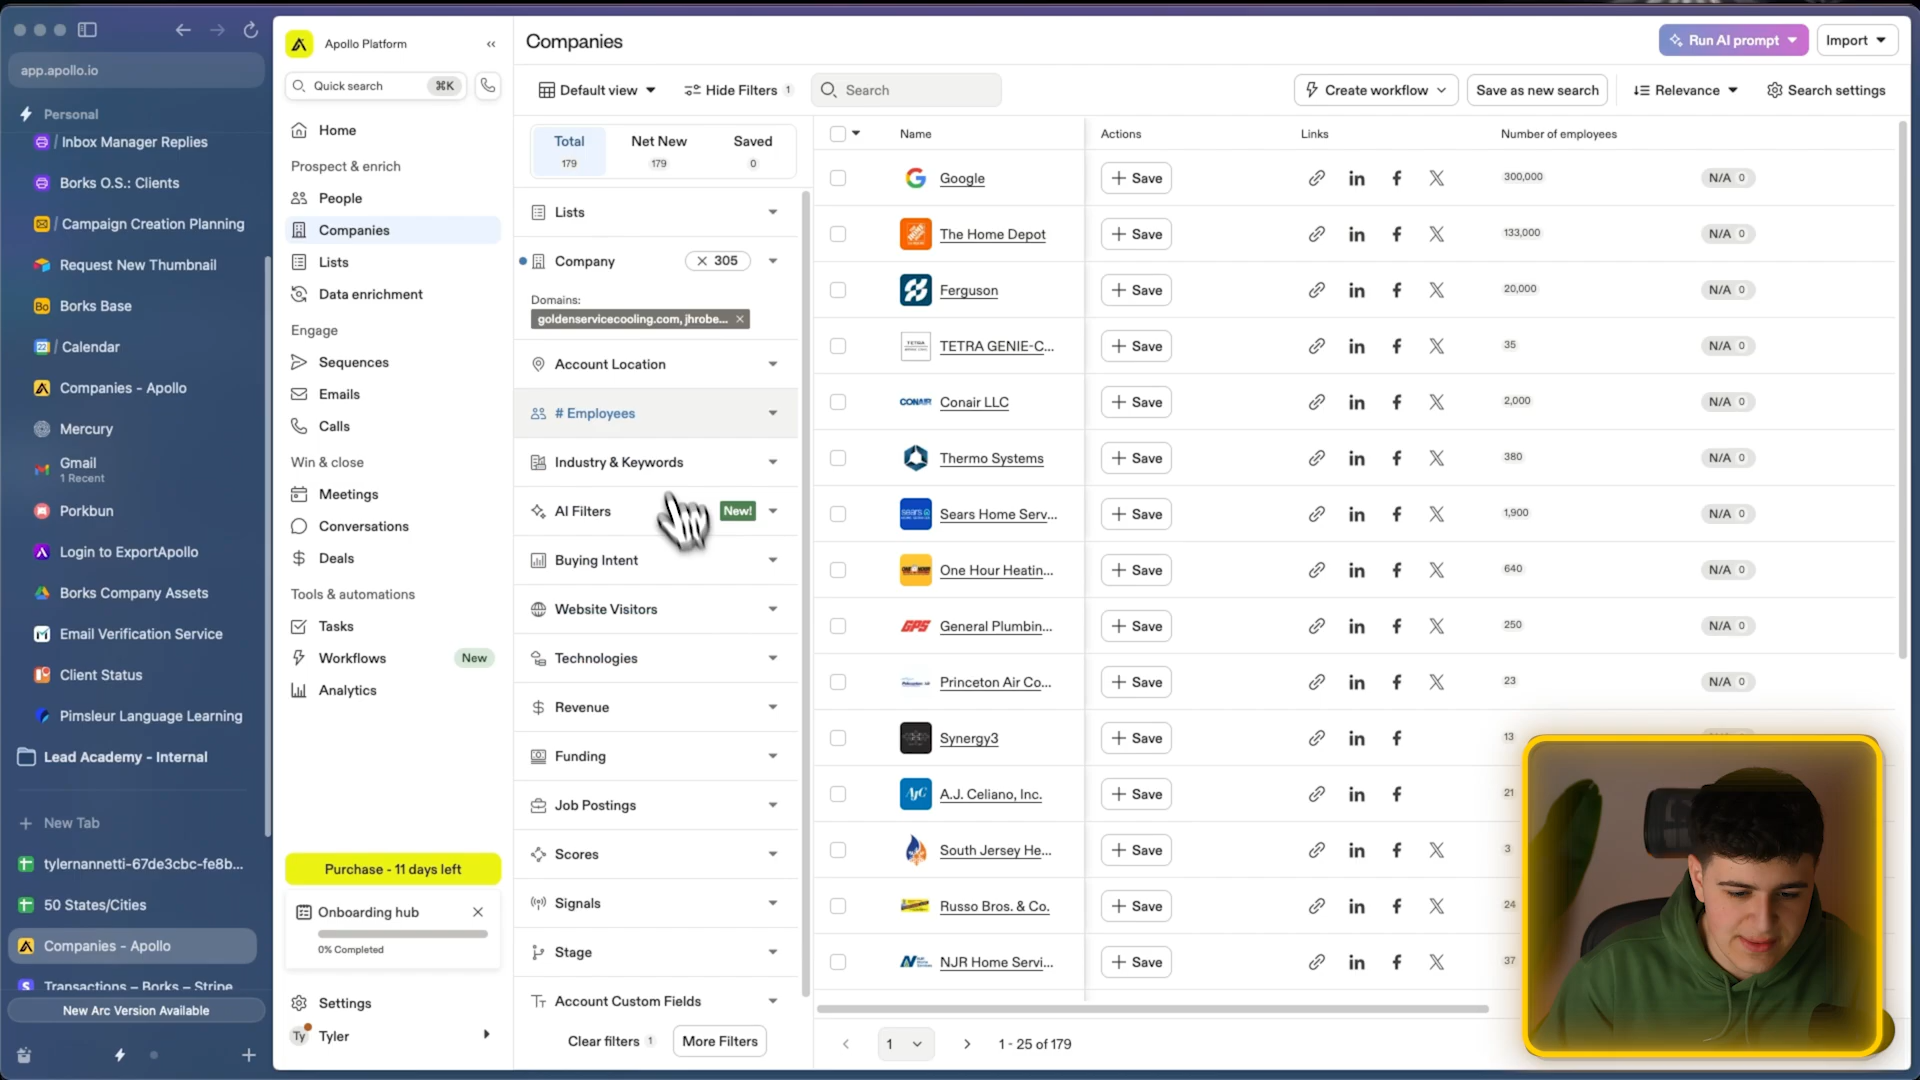 app.apollo.io
Personal
/ Inbox Manager Replies
Borks O.S.: Clients
/ Campaign Creation Planning
Request New Thumbnail
Bo
Borks Base
/ Calendar
Companies - Apollo
Mercury
Gmail
1 Recent
Porkbun
Login to ExportApollo
Borks Company Assets
Email Verification Service
Client Status
Pimsleur Language Learning
Lead Academy - Internal
New Tab
tylernannetti-67de3cbc-fe8b...
50 States/Cities
Companies - Apollo
Transactions – Borks – Stripe
New Arc Version Available
Apollo Platform
Quick search ⌘K
Home
Prospect & enrich
People
Companies
Lists
Data enrichment
Engage
Sequences
Emails
Calls
Win & close
Meetings
Conversations
Deals
Tools & automations
Tasks
Workflows New
Analytics
Purchase - 11 days left
Onboarding hub
0% Completed
Settings
Ty Tyler
Companies
Run AI prompt
Import
Default view
Hide Filters 1
Search
Create workflow
Save as new search
Relevance
Search settings
Total Net New Saved
179 179 0
Lists
Company 305
Domains:
goldenservicecooling.com, jhrobe...
Account Location
# Employees
Industry & Keywords
AI Filters New!
Buying Intent
Website Visitors
Technologies
Revenue
Funding
Job Postings
Scores
Signals
Stage
Account Custom Fields
Clear filters 1 More Filters
Name Actions Links Number of employees
Google Save 300,000 N/A 0
The Home Depot Save 133,000 N/A 0
Ferguson Save 20,000 N/A 0
TETRA GENIE-C... Save 35 N/A 0
CONAIR Conair LLC Save 2,000 N/A 0
Thermo Systems Save 380 N/A 0
Sears Home Serv... Save 1,900 N/A 0
One Hour Heatin... Save 640 N/A 0
GPS General Plumbin... Save 250 N/A 0
Princeton Air Co... Save 23 N/A 0
Synergy3 Save 13
AJC A.J. Celiano, Inc. Save 21
South Jersey He... Save 3
Russo Bros. & Co. Save 24
NJR Home Servi... Save 37
1
1 - 25 of 179